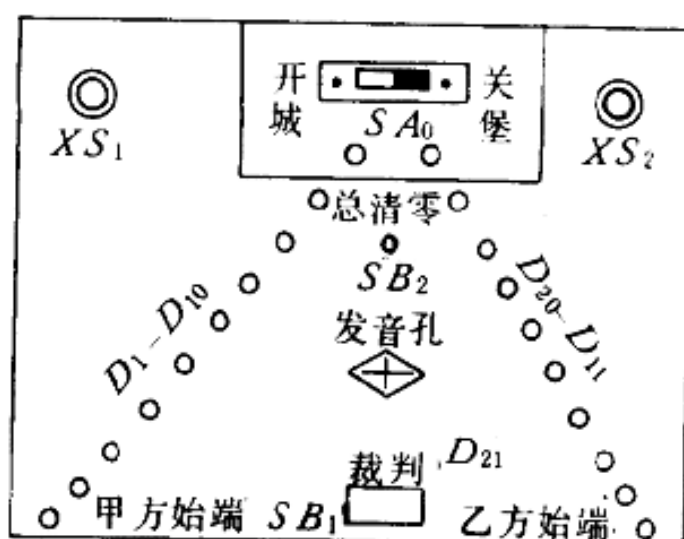 开 关
城 SA₀ 堡
XS₁ XS₂
总清零
SB₂
D₁-D₁₀ D₂₀-D₁₁
发音孔
裁判 D₂₁
甲方始端 SB₁ 乙方始端